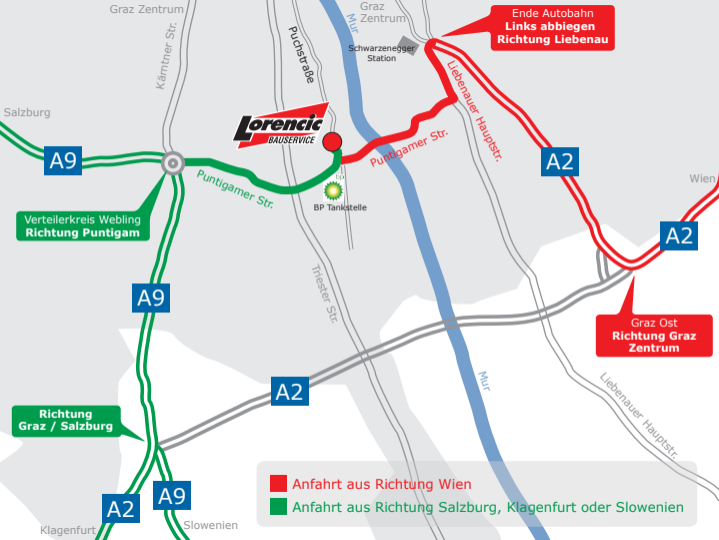 Graz Zentrum
Graz
Zentrum
Mur
Ende Autobahn
Links abbiegen
Richtung Liebenau
Kärntner Str.
Puchstraße
Schwarzenegger
Station
Liebenauer Hauptstr.
Salzburg
Lorencic
BAUSERVICE
Puntigamer Str.
A9
A2
Puntigamer Str.
Wien
bp
BP Tankstelle
Verteilerkreis Webling
Richtung Puntigam
A2
A9
Triester Str.
Graz Ost
Richtung Graz
Zentrum
A2
Mur
Liebenauer Hauptstr.
Richtung
Graz / Salzburg
Anfahrt aus Richtung Wien
Anfahrt aus Richtung Salzburg, Klagenfurt oder Slowenien
A9
A2
Klagenfurt
Slowenien